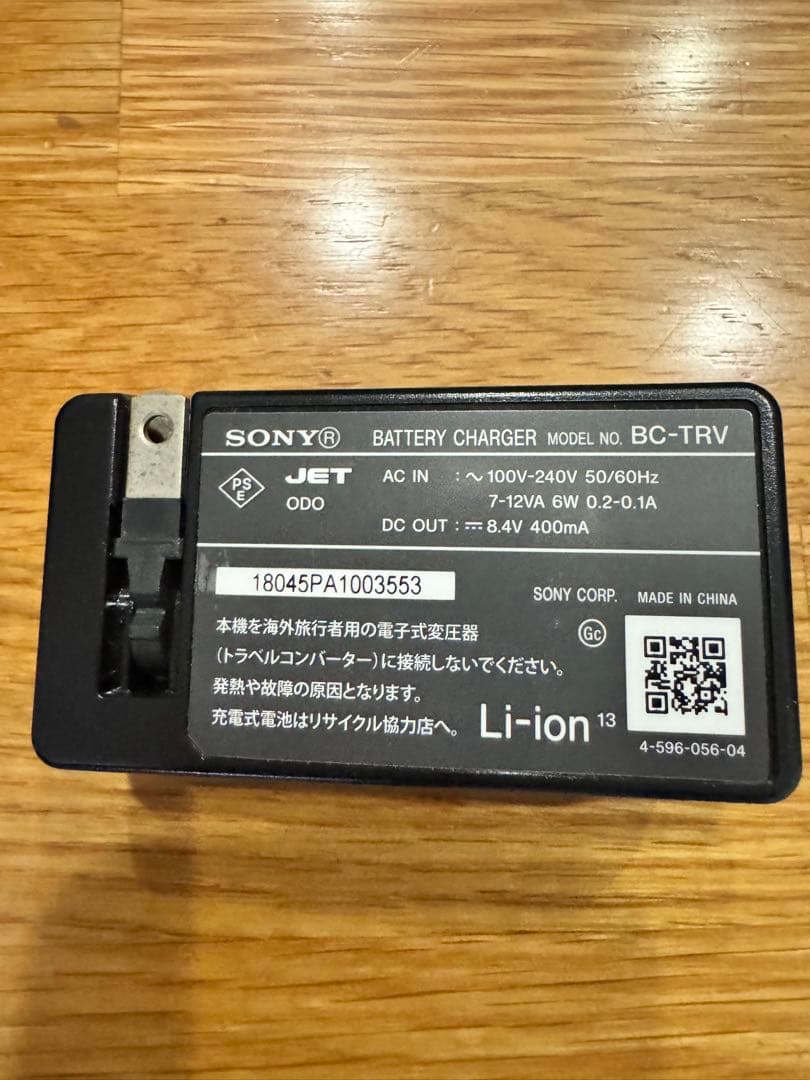 SONY® BATTERY CHARGER MODEL NO. BC-TRV
PS
E
JET
ODO
AC IN : ～ 100V-240V 50/60Hz
7-12VA 6W 0.2-0.1A
DC OUT : ⎓ 8.4V 400mA
18045PA1003553
SONY CORP. MADE IN CHINA
本機を海外旅行者用の電子式変圧器
(トラベルコンバーター)に接続しないでください。
発熱や故障の原因となります。
充電式電池はリサイクル協力店へ。
Gc
Li-ion 13
4-596-056-04